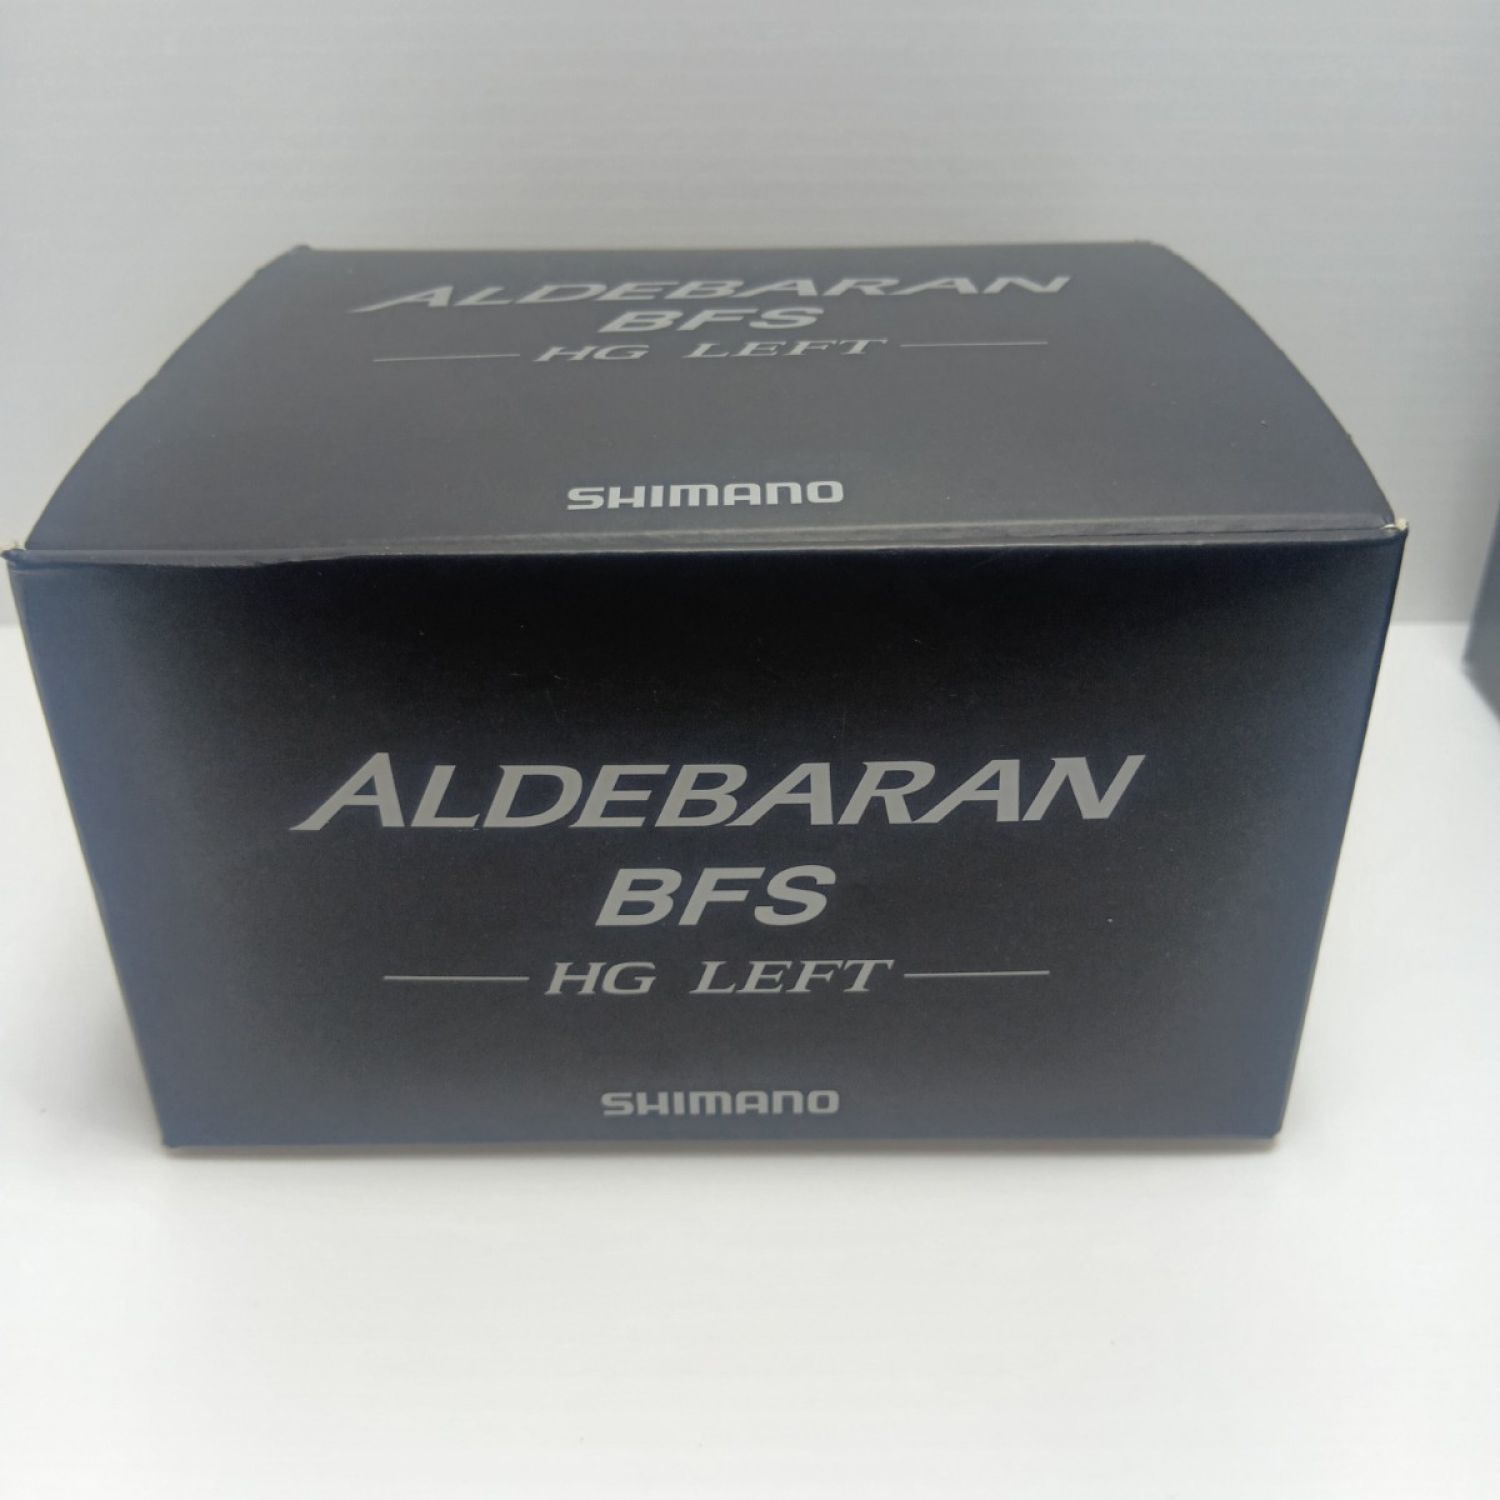 ALDEBARAN
BFS
HG LEFT
SHIMANO
ALDEBARAN
BFS
HG LEFT
SHIMANO